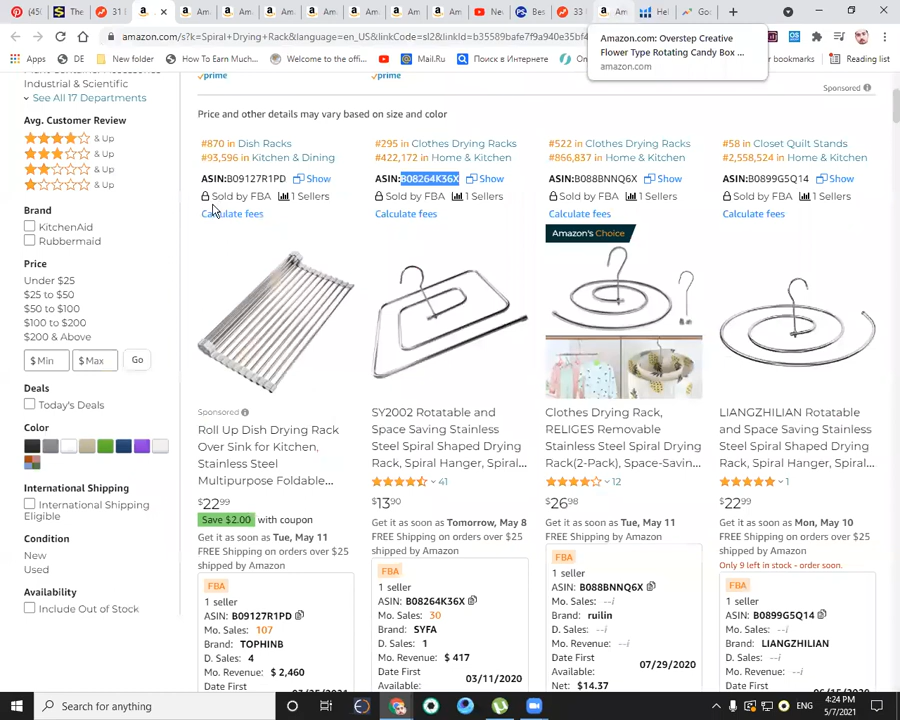 (45(
The
31
Am
Am
Am
Am
Am
Am
Nev
Bes
33
Am
Hel
Go
amazon.com/s?k=Spiral+Drying+Rack&language=en_US&linkCode=sl2&linkId=b35589bafe7f6940935bf4
Amazon.com: Overstep Creative
Flower Type Rotating Candy Box ...
amazon.com
OS
Apps
DE
New folder
How To Earn Much...
Welcome to the offi...
Mail.Ru
Поиск в Интернете
bookmarks
Reading list
prime
prime
Industrial & Scientific
See All 17 Departments
Sponsored
Price and other details may vary based on size and color
Avg. Customer Review
& Up
& Up
& Up
& Up
Brand
KitchenAid
Rubbermaid
Price
Under $25
$25 to $50
$50 to $100
$100 to $200
$200 & Above
$ Min
$ Max
Go
Deals
Today's Deals
Color
International Shipping
International Shipping
Eligible
Condition
New
Used
Availability
Include Out of Stock
#870 in Dish Racks
#93,596 in Kitchen & Dining
ASIN:B09127R1PD Show
Sold by FBA 1 Sellers
Calculate fees
Sponsored
Roll Up Dish Drying Rack
Over Sink for Kitchen,
Stainless Steel
Multipurpose Foldable...
$22 99
Save $2.00 with coupon
Get it as soon as Tue, May 11
FREE Shipping on orders over $25
shipped by Amazon
FBA
1 seller
ASIN: B09127R1PD
Mo. Sales: 107
Brand: TOPHINB
D. Sales: 4
Mo. Revenue: $ 2,460
Date First
#295 in Clothes Drying Racks
#422,172 in Home & Kitchen
ASIN:B08264K36X Show
Sold by FBA 1 Sellers
Calculate fees
SY2002 Rotatable and
Space Saving Stainless
Steel Spiral Shaped Drying
Rack, Spiral Hanger, Spiral...
41
$13 90
Get it as soon as Tomorrow, May 8
FREE Shipping on orders over $25
shipped by Amazon
FBA
1 seller
ASIN: B08264K36X
Mo. Sales: 30
Brand: SYFA
D. Sales: 1
Mo. Revenue: $ 417
Date First
Available: 03/11/2020
#522 in Clothes Drying Racks
#866,837 in Home & Kitchen
ASIN:B088BNNQ6X Show
Sold by FBA 1 Sellers
Calculate fees
Amazon's Choice
Clothes Drying Rack,
RELIGES Removable
Stainless Steel Spiral Drying
Rack(2-Pack), Space-Savin...
12
$26 98
Get it as soon as Tue, May 11
FREE Shipping on orders over $25
shipped by Amazon
FBA
1 seller
ASIN: B088BNNQ6X
Mo. Sales: --i
Brand: ruilin
D. Sales: --i
Mo. Revenue: --i
Date First
Available: 07/29/2020
Net: $14.37
#58 in Closet Quilt Stands
#2,558,524 in Home & Kitchen
ASIN:B0899G5Q14 Show
Sold by FBA 1 Sellers
Calculate fees
LIANGZHILIAN Rotatable
and Space Saving Stainless
Steel Spiral Shaped Drying
Rack, Spiral Hanger, Spiral...
1
$22 99
Get it as soon as Mon, May 10
FREE Shipping on orders over $25
shipped by Amazon
Only 9 left in stock - order soon.
FBA
1 seller
ASIN: B0899G5Q14
Mo. Sales: --i
Brand: LIANGZHILIAN
D. Sales: --i
Mo. Revenue: --i
Date First
Search for anything
ENG
4:24 PM
5/7/2021